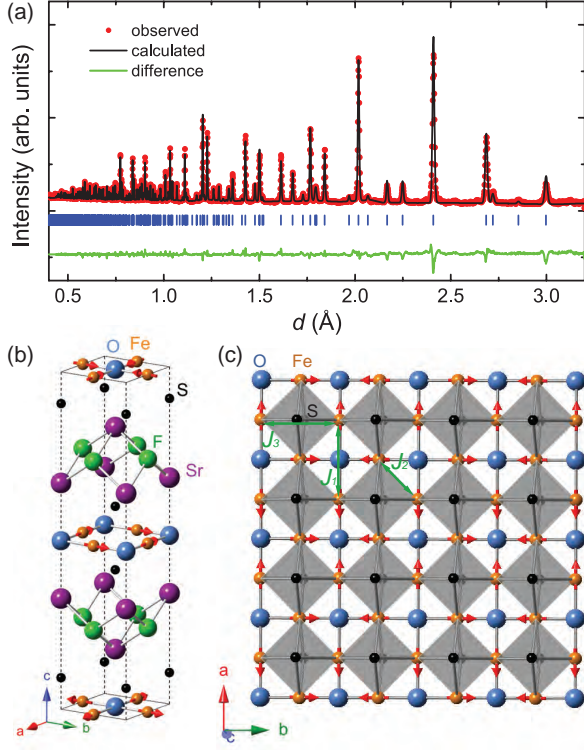 (a)
observed
calculated
difference
Intensity (arb. units)
0.5 1.0 1.5 2.0 2.5 3.0
d (Å)
(b)
O Fe
S
F
Sr
c
a b
(c)
O Fe
S
J3
J1
J2
a
c b